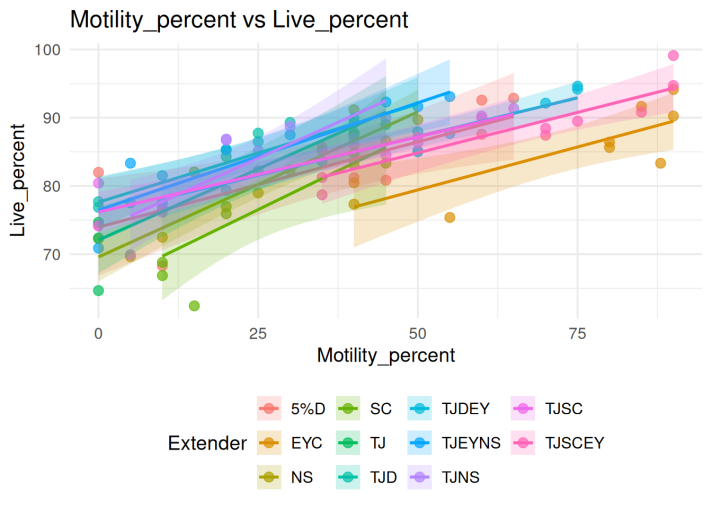 Motility_percent vs Live_percent
100
90
80
70
Live_percent
0
25
50
75
Motility_percent
Extender
5%D
SC
TJDEY
TJSC
EYC
TJ
TJEYNS
TJSCEY
NS
TJD
TJNS